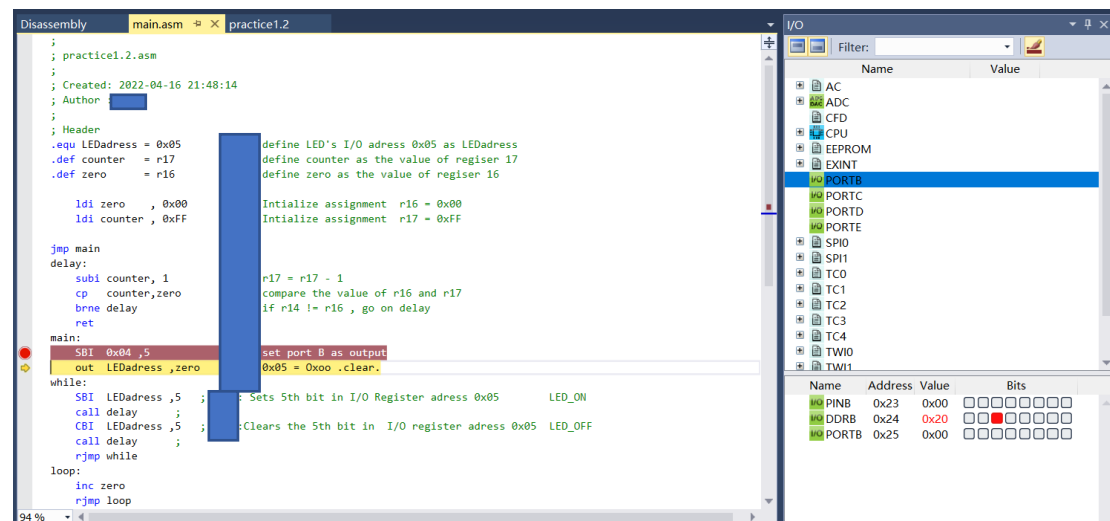 Disassembly main.asm practice1.2
;
; practice1.2.asm
;
; Created: 2022-04-16 21:48:14
; Author :
;
; Header
.equ LEDadress = 0x05 define LED's I/O adress 0x05 as LEDadress
.def counter = r17 define counter as the value of regiser 17
.def zero = r16 define zero as the value of regiser 16
ldi zero , 0x00 Intialize assignment r16 = 0x00
ldi counter , 0xFF Intialize assignment r17 = 0xFF
jmp main
delay:
subi counter, 1 r17 = r17 - 1
cp counter,zero compare the value of r16 and r17
brne delay if r14 != r16 , go on delay
ret
main:
SBI 0x04 ,5 set port B as output
out LEDadress ,zero 0x05 = 0xoo .clear.
while:
SBI LEDadress ,5 ; : Sets 5th bit in I/O Register adress 0x05 LED_ON
call delay ;
CBI LEDadress ,5 ; :Clears the 5th bit in I/O register adress 0x05 LED_OFF
call delay ;
rjmp while
loop:
inc zero
rjmp loop
94 %
I/O
Filter:
Name Value
AC
ADC
CFD
CPU
EEPROM
EXINT
I/O PORTB
I/O PORTC
I/O PORTD
I/O PORTE
SPI0
SPI1
TC0
TC1
TC2
TC3
TC4
TWI0
TWI1
Name Address Value Bits
I/O PINB 0x23 0x00
I/O DDRB 0x24 0x20
I/O PORTB 0x25 0x00